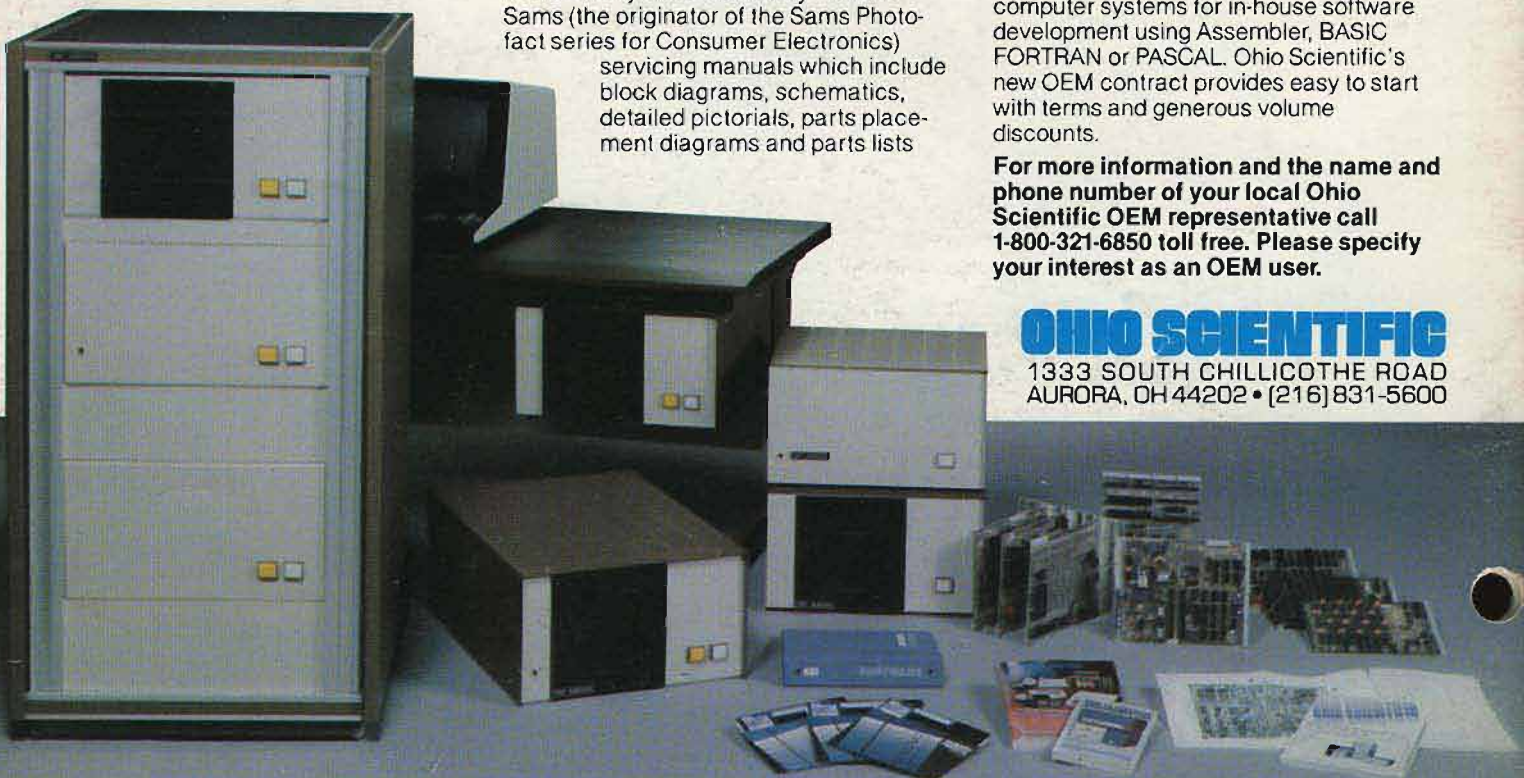 Sams (the originator of the Sams Photo-
fact series for Consumer Electronics)
servicing manuals which include
block diagrams, schematics,
detailed pictorials, parts place-
ment diagrams and parts lists
computer systems for in-house software
development using Assembler, BASIC
FORTRAN or PASCAL. Ohio Scientific's
new OEM contract provides easy to start
with terms and generous volume
discounts.
For more information and the name and
phone number of your local Ohio
Scientific OEM representative call
1-800-321-6850 toll free. Please specify
your interest as an OEM user.
OHIO SCIENTIFIC
1333 SOUTH CHILLICOTHE ROAD
AURORA, OH 44202 • (216) 831-5600